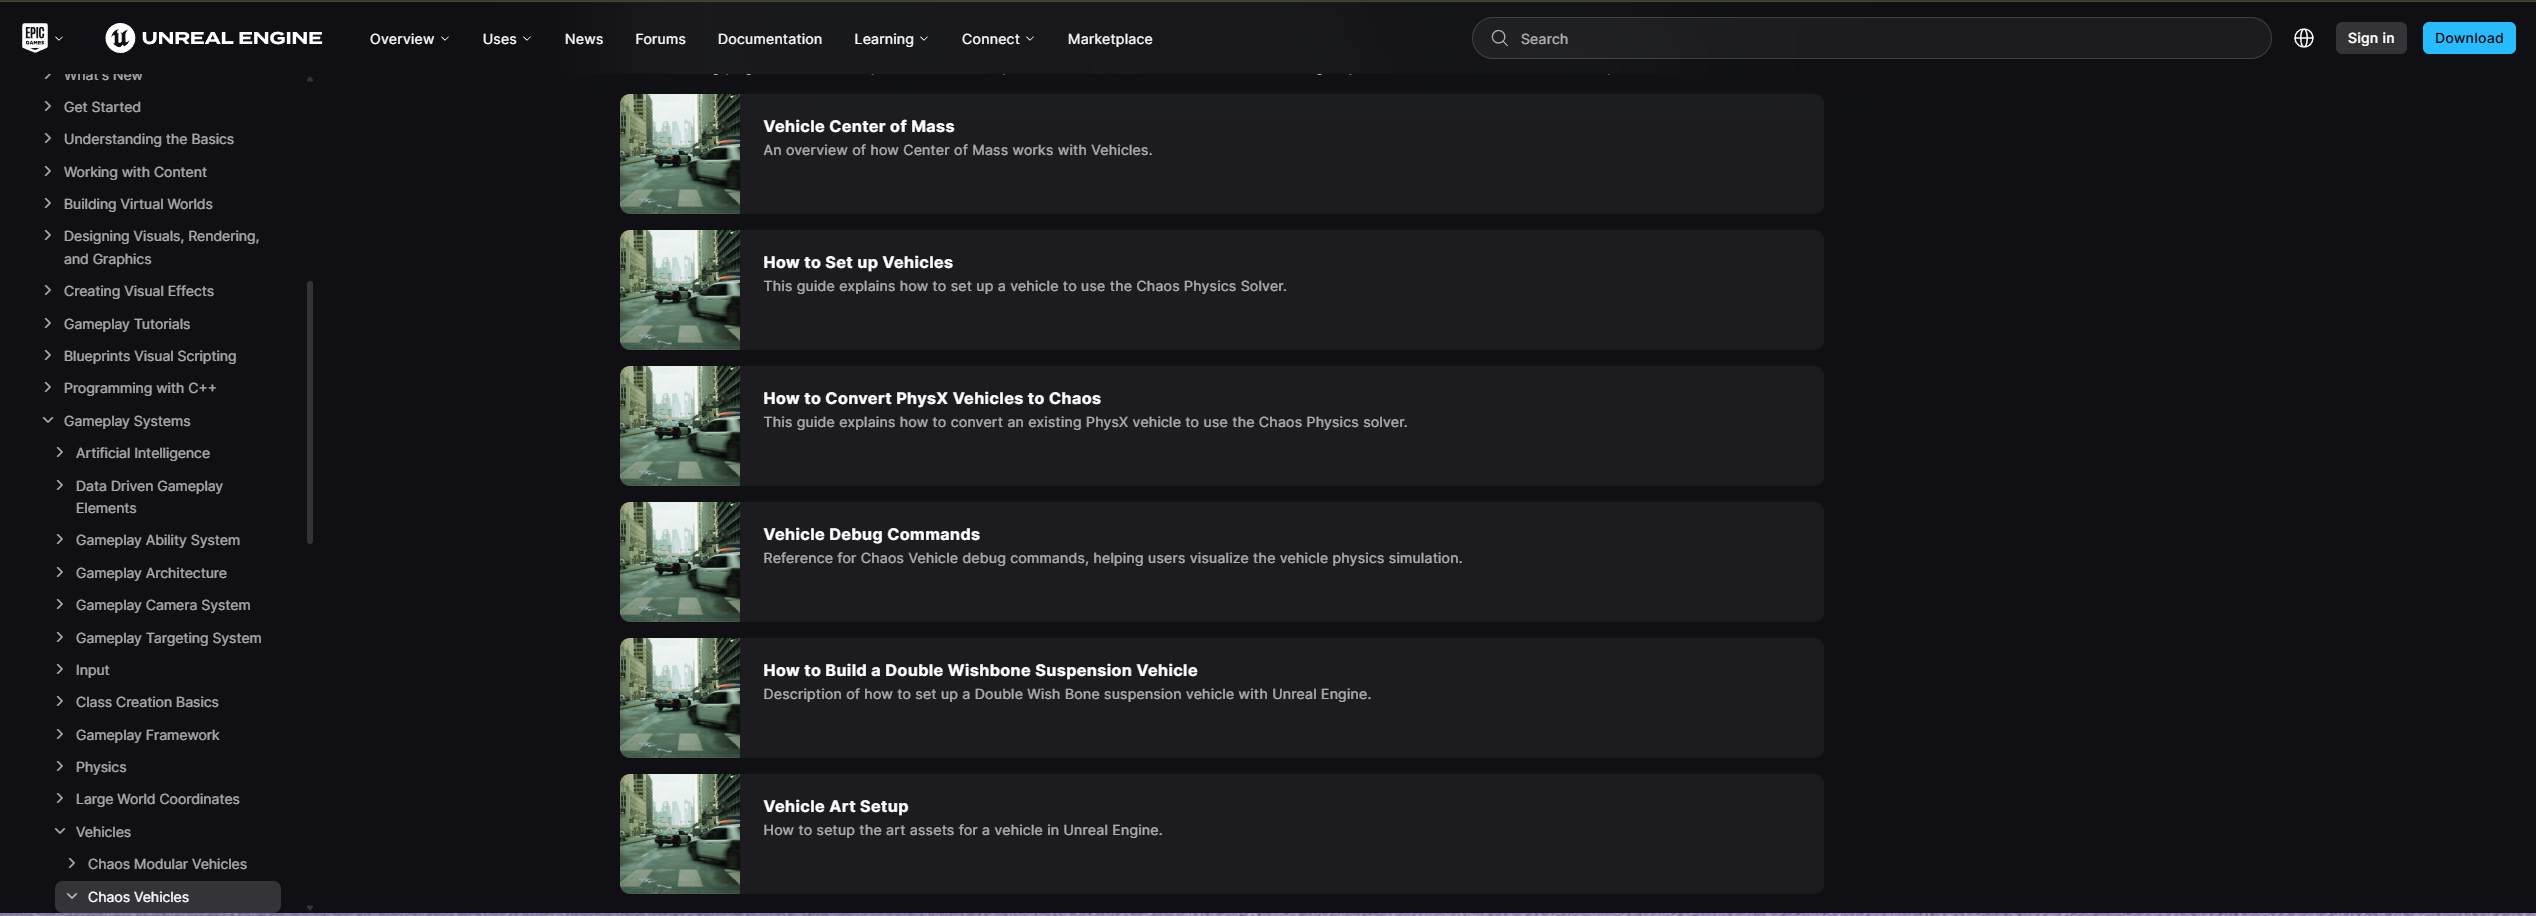 EPIC GAMES
UNREAL ENGINE
Overview
Uses
News
Forums
Documentation
Learning
Connect
Marketplace
Search
Sign in
Download
What's New
Get Started
Understanding the Basics
Working with Content
Building Virtual Worlds
Designing Visuals, Rendering,
and Graphics
Creating Visual Effects
Gameplay Tutorials
Blueprints Visual Scripting
Programming with C++
Gameplay Systems
Artificial Intelligence
Data Driven Gameplay
Elements
Gameplay Ability System
Gameplay Architecture
Gameplay Camera System
Gameplay Targeting System
Input
Class Creation Basics
Gameplay Framework
Physics
Large World Coordinates
Vehicles
Chaos Modular Vehicles
Chaos Vehicles
Vehicle Center of Mass
An overview of how Center of Mass works with Vehicles.
How to Set up Vehicles
This guide explains how to set up a vehicle to use the Chaos Physics Solver.
How to Convert PhysX Vehicles to Chaos
This guide explains how to convert an existing PhysX vehicle to use the Chaos Physics solver.
Vehicle Debug Commands
Reference for Chaos Vehicle debug commands, helping users visualize the vehicle physics simulation.
How to Build a Double Wishbone Suspension Vehicle
Description of how to set up a Double Wish Bone suspension vehicle with Unreal Engine.
Vehicle Art Setup
How to setup the art assets for a vehicle in Unreal Engine.